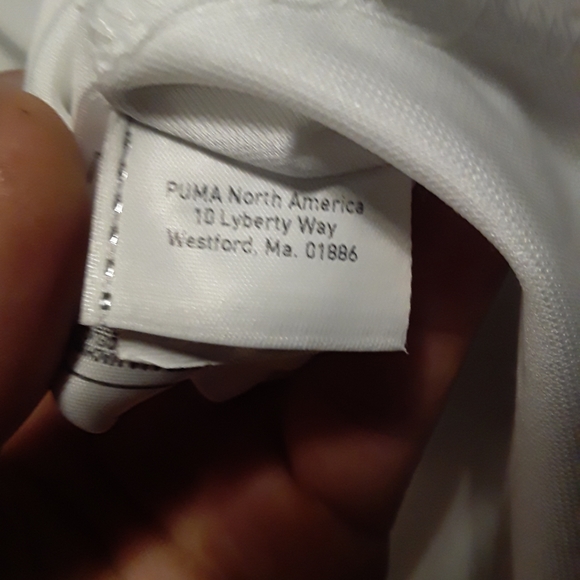 PUMA North America
10 Lyberty Way
Westford, Ma. 01886